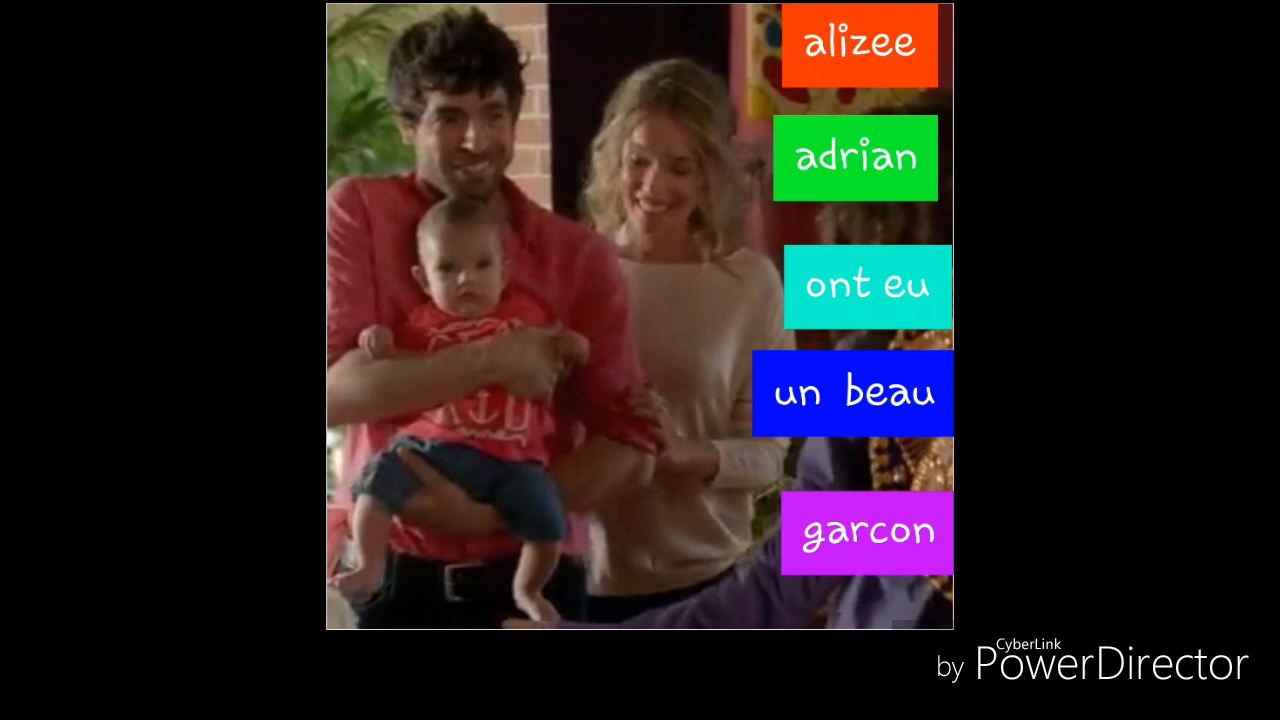 alizee
adrian
ont eu
un beau
garcon
CyberLink
by PowerDirector